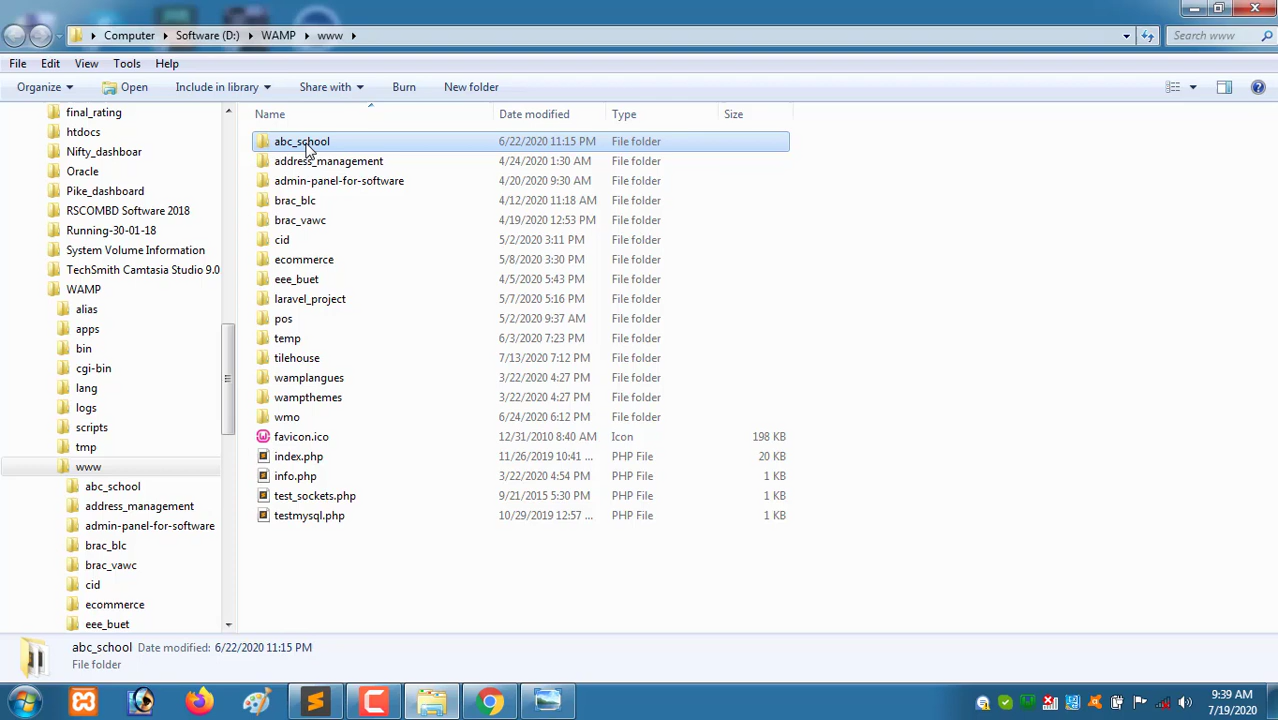 Computer Software (D:) WAMP www Search www
File Edit View Tools Help
Organize Open Include in library Share with Burn New folder
final_rating
htdocs
Nifty_dashboar
Oracle
Pike_dashboard
RSCOMBD Software 2018
Running-30-01-18
System Volume Information
TechSmith Camtasia Studio 9.0
WAMP
alias
apps
bin
cgi-bin
lang
logs
scripts
tmp
www
abc_school
address_management
admin-panel-for-software
brac_blc
brac_vawc
cid
ecommerce
eee_buet
Name Date modified Type Size
abc_school 6/22/2020 11:15 PM File folder
address_management 4/24/2020 1:30 AM File folder
admin-panel-for-software 4/20/2020 9:30 AM File folder
brac_blc 4/12/2020 11:18 AM File folder
brac_vawc 4/19/2020 12:53 PM File folder
cid 5/2/2020 3:11 PM File folder
ecommerce 5/8/2020 3:30 PM File folder
eee_buet 4/5/2020 5:43 PM File folder
laravel_project 5/7/2020 5:16 PM File folder
pos 5/2/2020 9:37 AM File folder
temp 6/3/2020 7:23 PM File folder
tilehouse 7/13/2020 7:12 PM File folder
wamplangues 3/22/2020 4:27 PM File folder
wampthemes 3/22/2020 4:27 PM File folder
wmo 6/24/2020 6:12 PM File folder
favicon.ico 12/31/2010 8:40 AM Icon 198 KB
index.php 11/26/2019 10:41 ... PHP File 20 KB
info.php 3/22/2020 4:54 PM PHP File 1 KB
test_sockets.php 9/21/2015 5:30 PM PHP File 1 KB
testmysql.php 10/29/2019 12:57 ... PHP File 1 KB
abc_school Date modified: 6/22/2020 11:15 PM
File folder
9:39 AM
7/19/2020